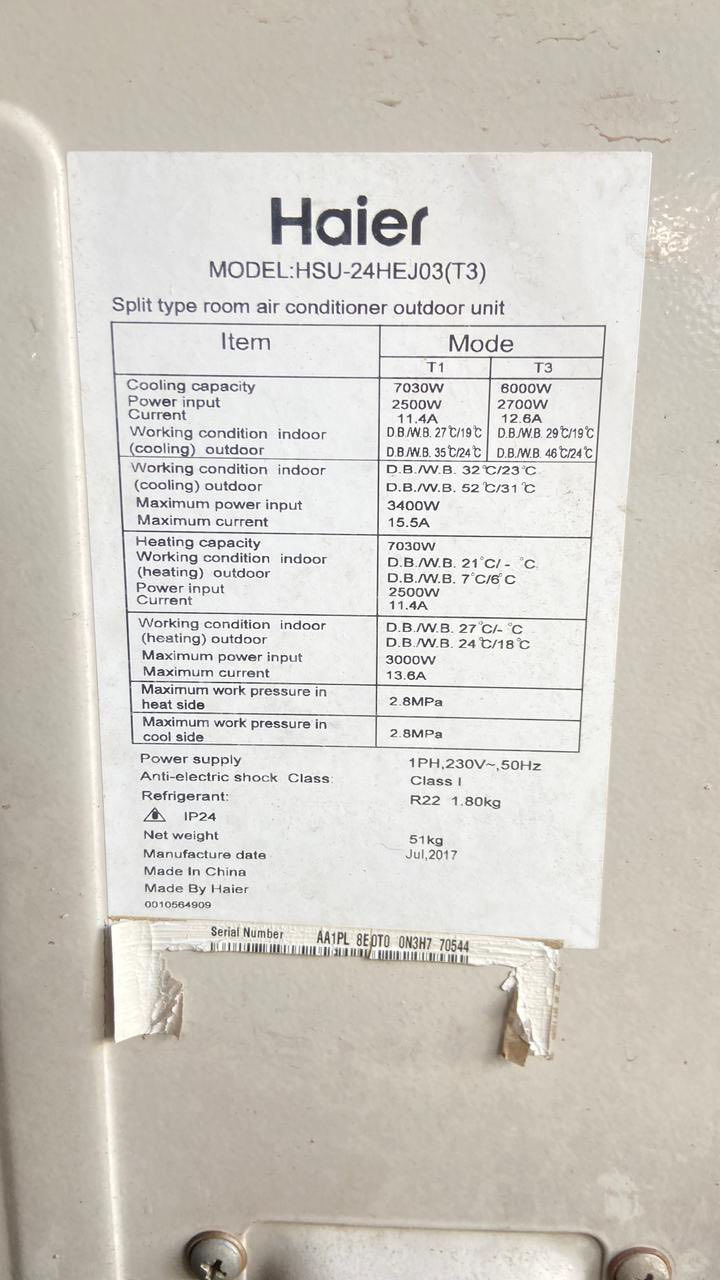 Haier
MODEL:HSU-24HEJ03(T3)
Split type room air conditioner outdoor unit
Item Mode
T1 T3
Cooling capacity 7030W 6000W
Power input 2500W 2700W
Current 11.4A 12.6A
Working condition indoor D.B./W.B. 27℃/19℃ D.B./W.B. 29℃/19℃
(cooling) outdoor D.B./W.B. 35℃/24℃ D.B./W.B. 46℃/24℃
Working condition indoor D.B./W.B. 32℃/23℃
(cooling) outdoor D.B./W.B. 52℃/31℃
Maximum power input 3400W
Maximum current 15.5A
Heating capacity 7030W
Working condition indoor D.B./W.B. 21℃/ - ℃
(heating) outdoor D.B./W.B. 7℃/6℃
Power input 2500W
Current 11.4A
Working condition indoor D.B./W.B. 27℃/- ℃
(heating) outdoor D.B./W.B. 24℃/18℃
Maximum power input 3000W
Maximum current 13.6A
Maximum work pressure in
heat side 2.8MPa
Maximum work pressure in
cool side 2.8MPa
Power supply 1PH,230V~,50Hz
Anti-electric shock Class: Class I
Refrigerant: R22 1.80kg
IP24
Net weight 51kg
Manufacture date Jul,2017
Made In China
Made By Haier
0010564909
Serial Number AA1PL 8E0T0 0N3H7 70544